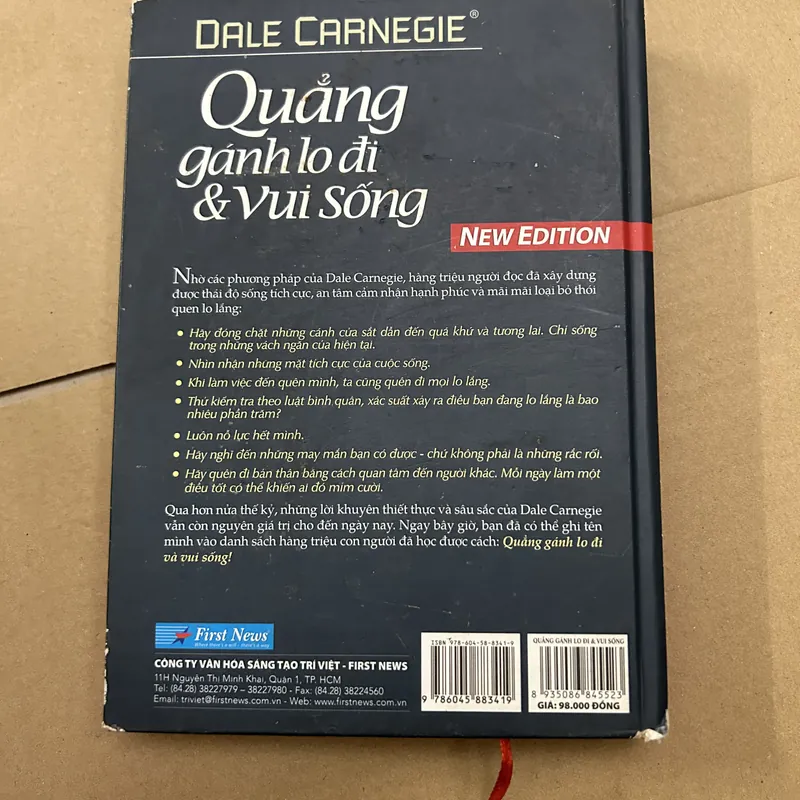 DALE CARNEGIE®
Quẳng
gánh lo đi
& vui sống
NEW EDITION
Nhờ các phương pháp của Dale Carnegie, hàng triệu người đọc đã xây dựng
được thái độ sống tích cực, an tâm cảm nhận hạnh phúc và mãi mãi loại bỏ thói
quen lo lắng:
• Hãy đóng chặt những cánh cửa sắt dẫn đến quá khứ và tương lai. Chỉ sống
trong những vách ngăn của hiện tại.
• Nhìn nhận những mặt tích cực của cuộc sống.
• Khi làm việc đến quên mình, ta cũng quên đi mọi lo lắng.
• Thử kiểm tra theo luật bình quân, xác suất xảy ra điều bạn đang lo lắng là bao
nhiêu phần trăm?
• Luôn nỗ lực hết mình.
• Hãy nghĩ đến những may mắn bạn có được - chứ không phải là những rắc rối.
• Hãy quên đi bản thân bằng cách quan tâm đến người khác. Mỗi ngày làm một
điều tốt có thể khiến ai đó mỉm cười.
Qua hơn nửa thế kỷ, những lời khuyên thiết thực và sâu sắc của Dale Carnegie
vẫn còn nguyên giá trị cho đến ngày nay. Ngay bây giờ, bạn đã có thể ghi tên
mình vào danh sách hàng triệu con người đã học được cách: Quẳng gánh lo đi
và vui sống!
First News
Where there's a will - there's a way
CÔNG TY VĂN HÓA SÁNG TẠO TRÍ VIỆT - FIRST NEWS
11H Nguyễn Thị Minh Khai, Quận 1, TP. HCM
Tel: (84.28) 38227979 – 38227980 - Fax: (84.28) 38224560
Email: triviet@firstnews.com.vn - Web: www.firstnews.com.vn
ISBN 978-604-58-8341-9
9 786045 883419
QUẲNG GÁNH LO ĐI & VUI SỐNG
8 935086 845523
GIÁ: 98.000 ĐỒNG